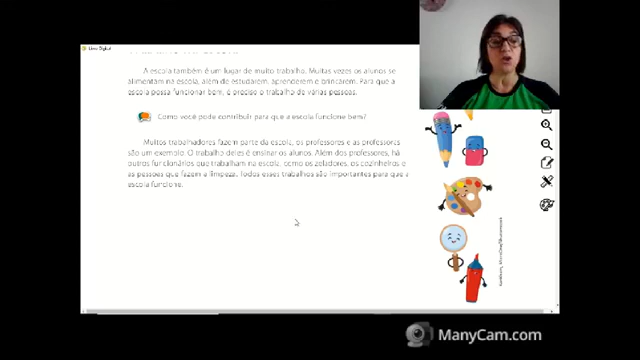 Livro Digital
A escola também é um lugar de muito trabalho. Muitas vezes os alunos se
alimentam na escola, além de estudarem, aprenderem e brincarem. Para que a
escola possa funcionar bem, é preciso o trabalho de várias pessoas.
Como você pode contribuir para que a escola funcione bem?
Muitos trabalhadores fazem parte da escola, os professores e as professoras
são um exemplo. O trabalho deles é ensinar os alunos. Além dos professores, há
outros funcionários que trabalham na escola, como os zeladores, os cozinheiros e
as pessoas que fazem a limpeza. Todos esses trabalhos são importantes para que a
escola funcione.
ManyCam.com